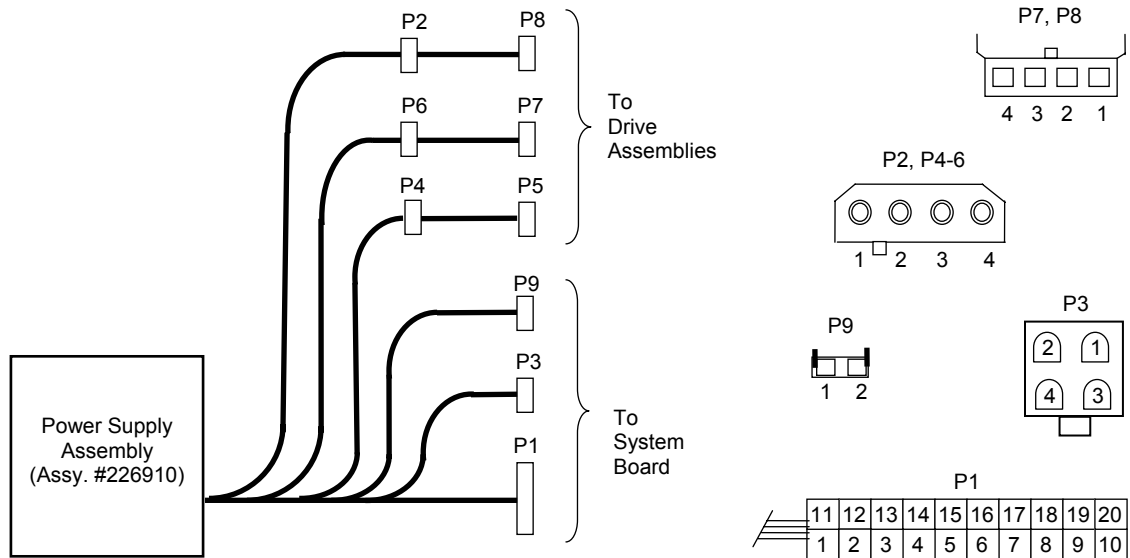 P2 P8
P6 P7
P4 P5
To
Drive
Assemblies
P9
P3
P1
To
System
Board
Power Supply
Assembly
(Assy. #226910)
P7, P8
4 3 2 1
P2, P4-6
1 2 3 4
P9
1 2
P3
2 1
4 3
P1
11 12 13 14 15 16 17 18 19 20
1 2 3 4 5 6 7 8 9 10